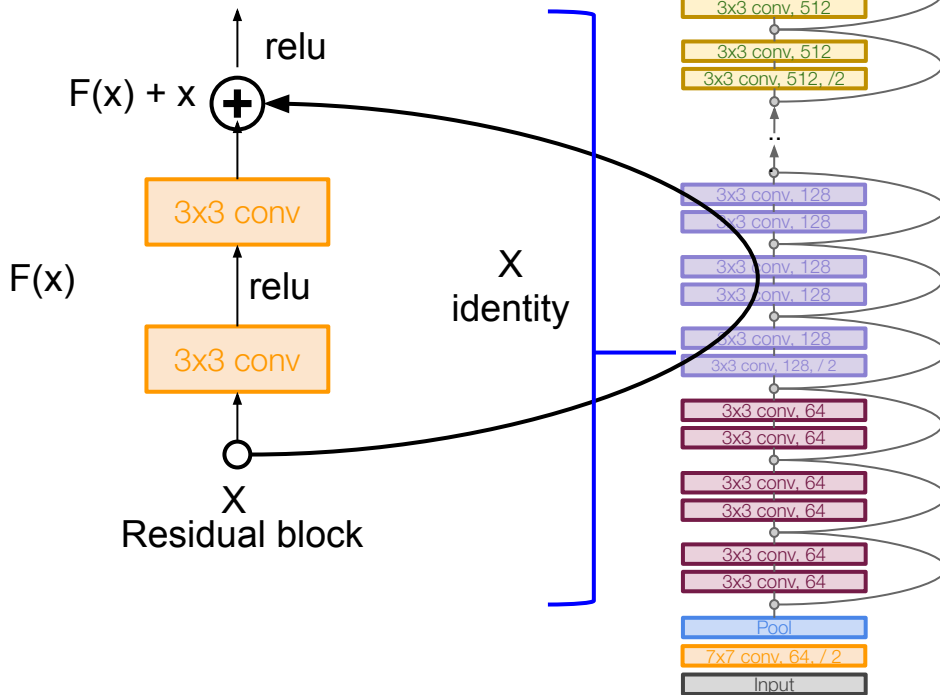 relu
F(x) + x
3x3 conv
F(x)
relu
3x3 conv
X
Residual block
X
identity
3x3 conv, 512
3x3 conv, 512
3x3 conv, 512, /2
..
3x3 conv, 128
3x3 conv, 128
3x3 conv, 128
3x3 conv, 128
3x3 conv, 128
3x3 conv, 128, / 2
3x3 conv, 64
3x3 conv, 64
3x3 conv, 64
3x3 conv, 64
3x3 conv, 64
3x3 conv, 64
Pool
7x7 conv, 64, / 2
Input